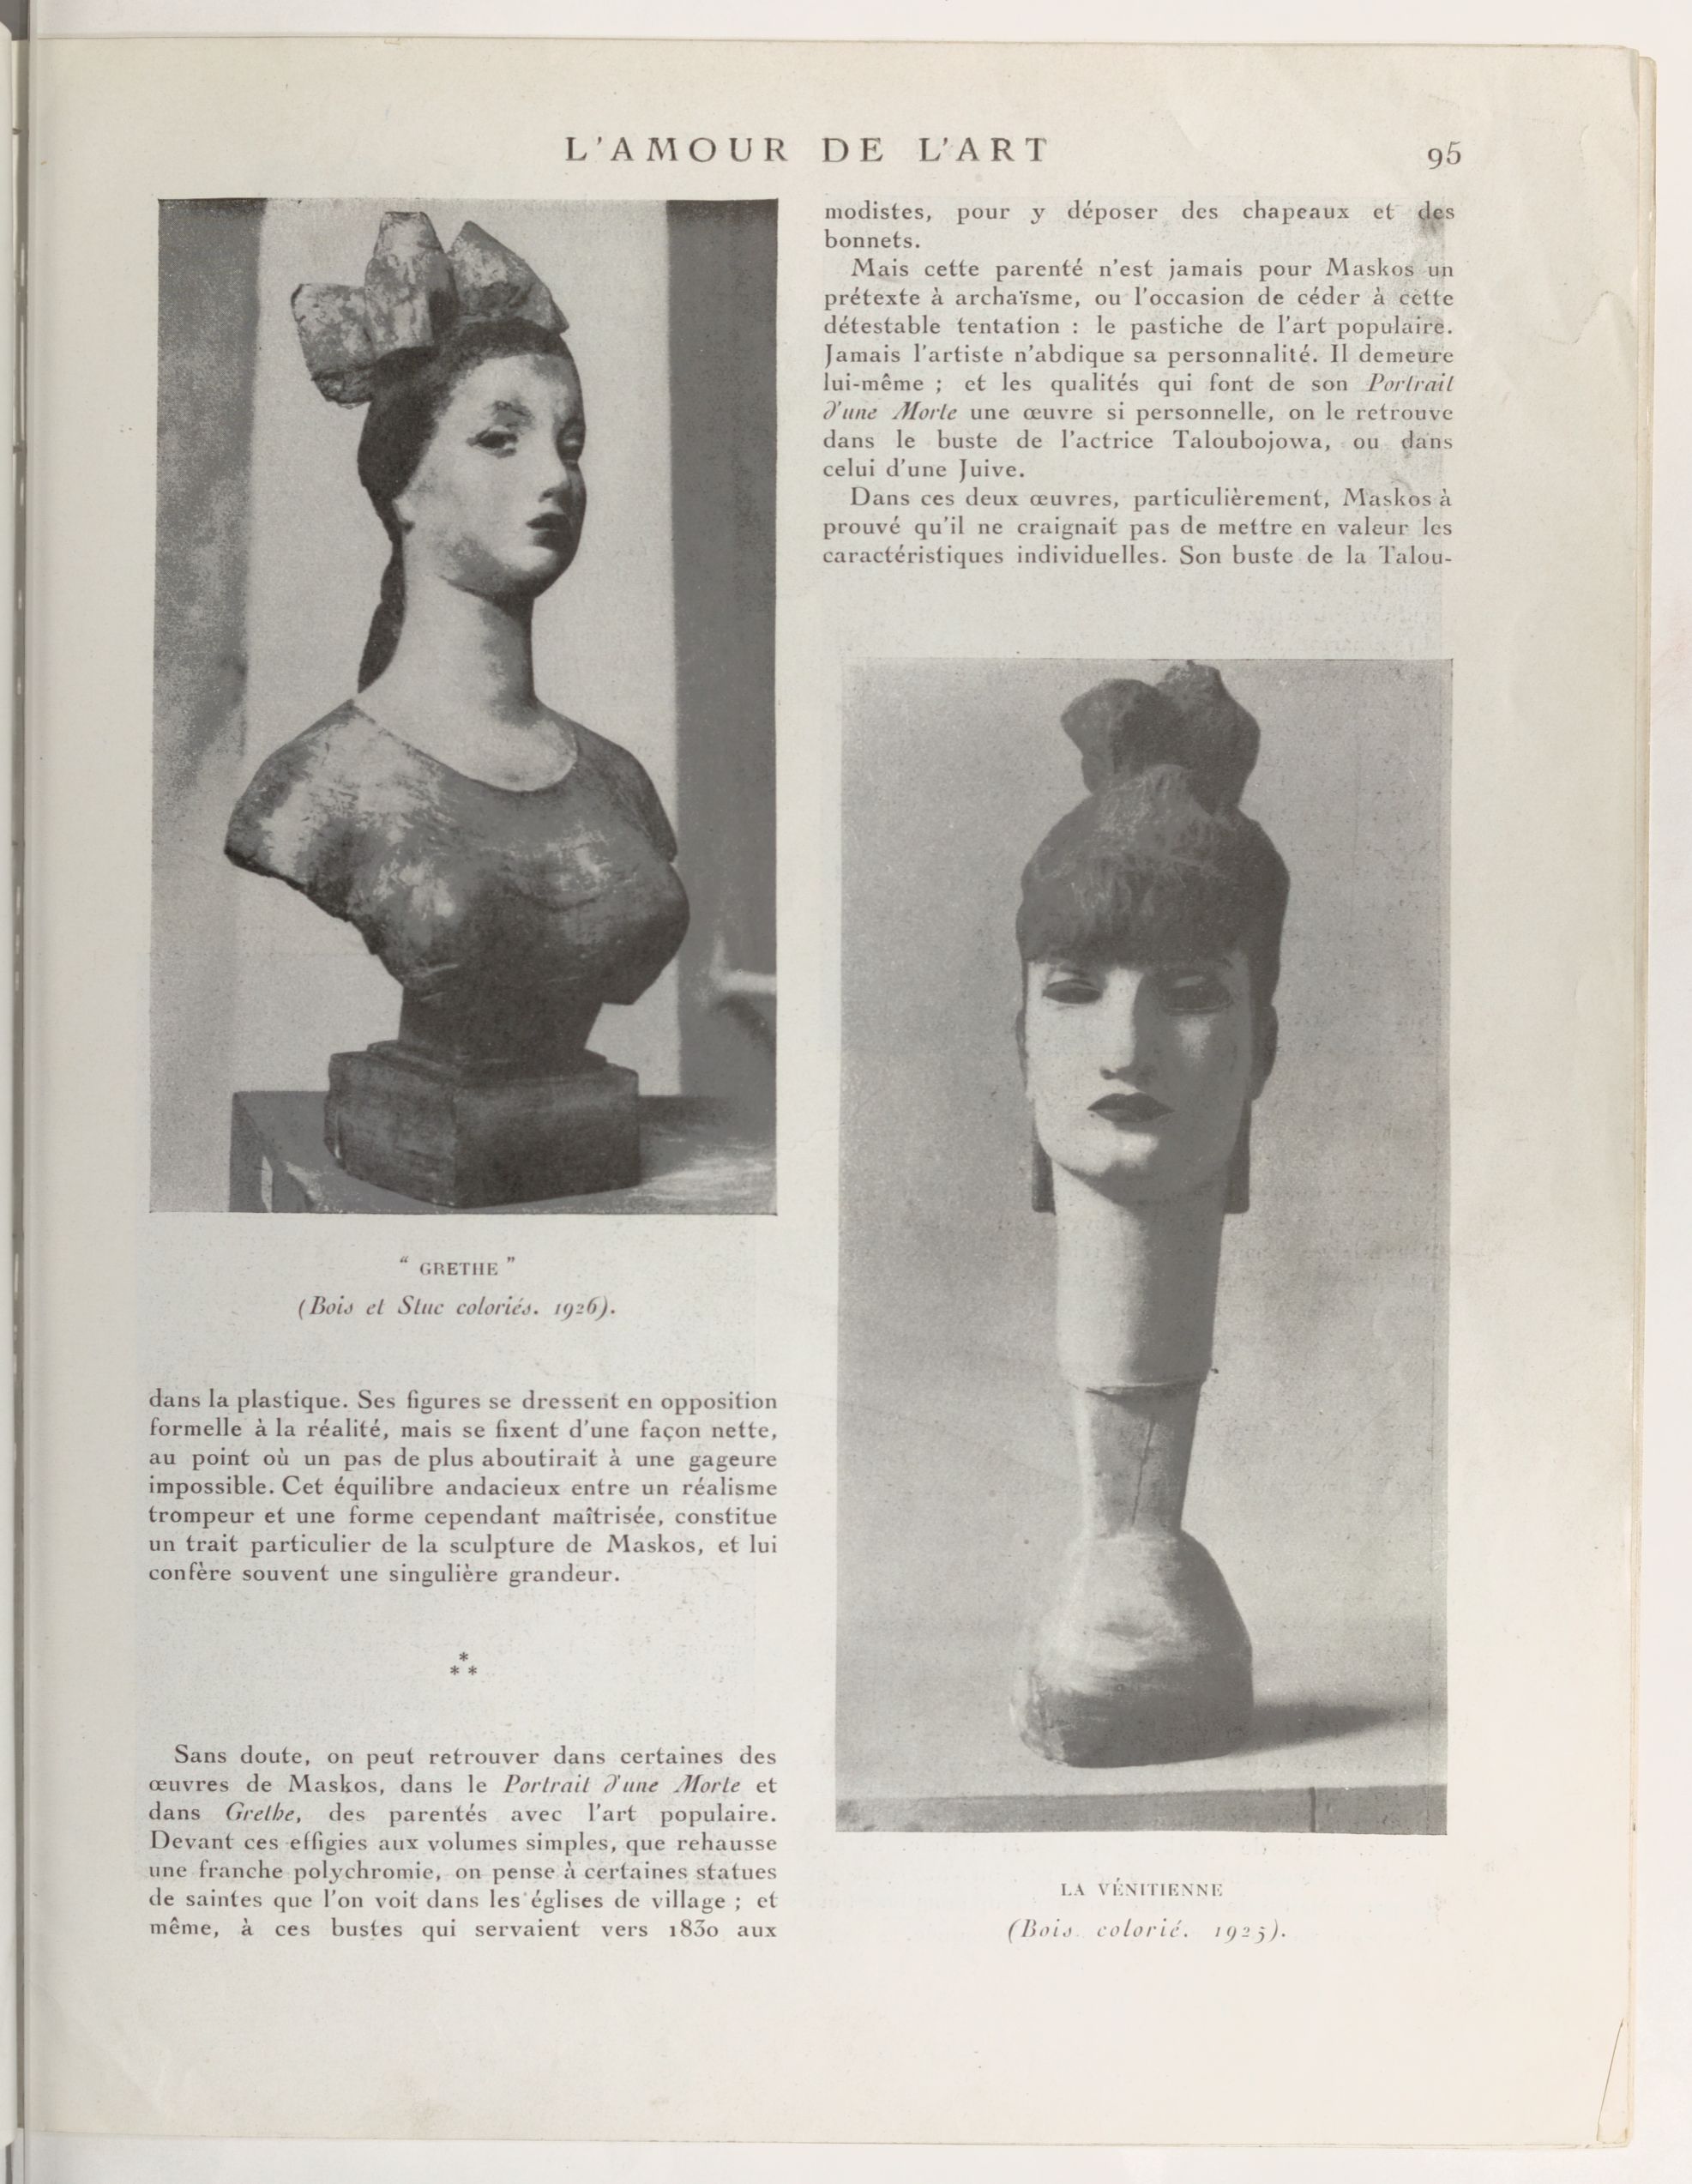 L'AMOUR DE L'ART
95
" GRETHE "
(Bois et Stuc coloriés. 1926).
dans la plastique. Ses figures se dressent en opposition
formelle à la réalité, mais se fixent d'une façon nette,
au point où un pas de plus aboutirait à une gageure
impossible. Cet équilibre andacieux entre un réalisme
trompeur et une forme cependant maîtrisée, constitue
un trait particulier de la sculpture de Maskos, et lui
confère souvent une singulière grandeur.
*
* *
Sans doute, on peut retrouver dans certaines des
œuvres de Maskos, dans le Portrait d'une Morte et
dans Grethe, des parentés avec l'art populaire.
Devant ces effigies aux volumes simples, que rehausse
une franche polychromie, on pense à certaines statues
de saintes que l'on voit dans les églises de village ; et
même, à ces bustes qui servaient vers 1830 aux
modistes, pour y déposer des chapeaux et des
bonnets.
Mais cette parenté n'est jamais pour Maskos un
prétexte à archaïsme, ou l'occasion de céder à cette
détestable tentation : le pastiche de l'art populaire.
Jamais l'artiste n'abdique sa personnalité. Il demeure
lui-même ; et les qualités qui font de son Portrait
d'une Morte une œuvre si personnelle, on le retrouve
dans le buste de l'actrice Taloubojowa, ou dans
celui d'une Juive.
Dans ces deux œuvres, particulièrement, Maskos à
prouvé qu'il ne craignait pas de mettre en valeur les
caractéristiques individuelles. Son buste de la Talou-
LA VÉNITIENNE
(Bois colorié. 1925).